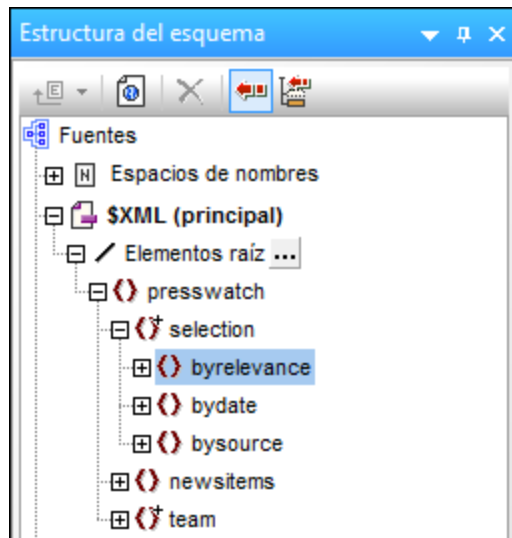 Estructura del esquema
E
Fuentes
N Espacios de nombres
$XML (principal)
Elementos raíz ...
presswatch
selection
byrelevance
bydate
bysource
newsitems
team